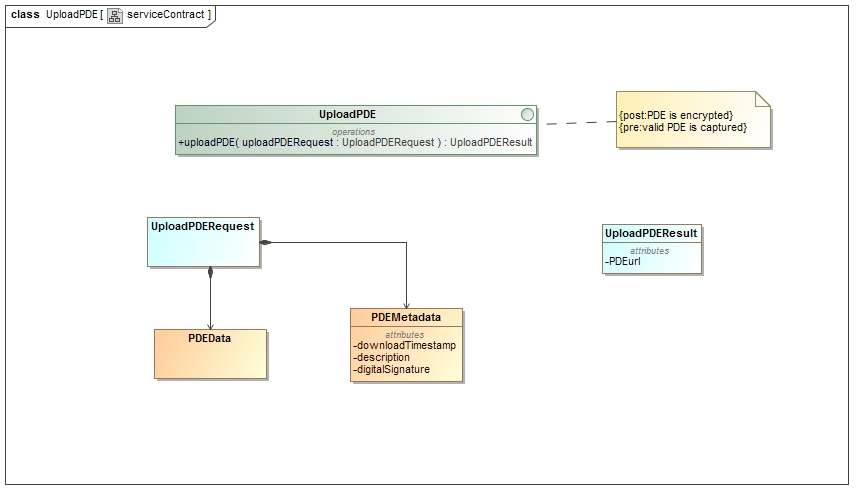 class UploadPDE [ serviceContract ]
UploadPDE
operations
+uploadPDE( uploadPDERequest : UploadPDERequest ) : UploadPDEResult
{post:PDE is encrypted}
{pre:valid PDE is captured}
UploadPDERequest
UploadPDEResult
attributes
-PDEurl
PDEData
PDEMetadata
attributes
-downloadTimestamp
-description
-digitalSignature